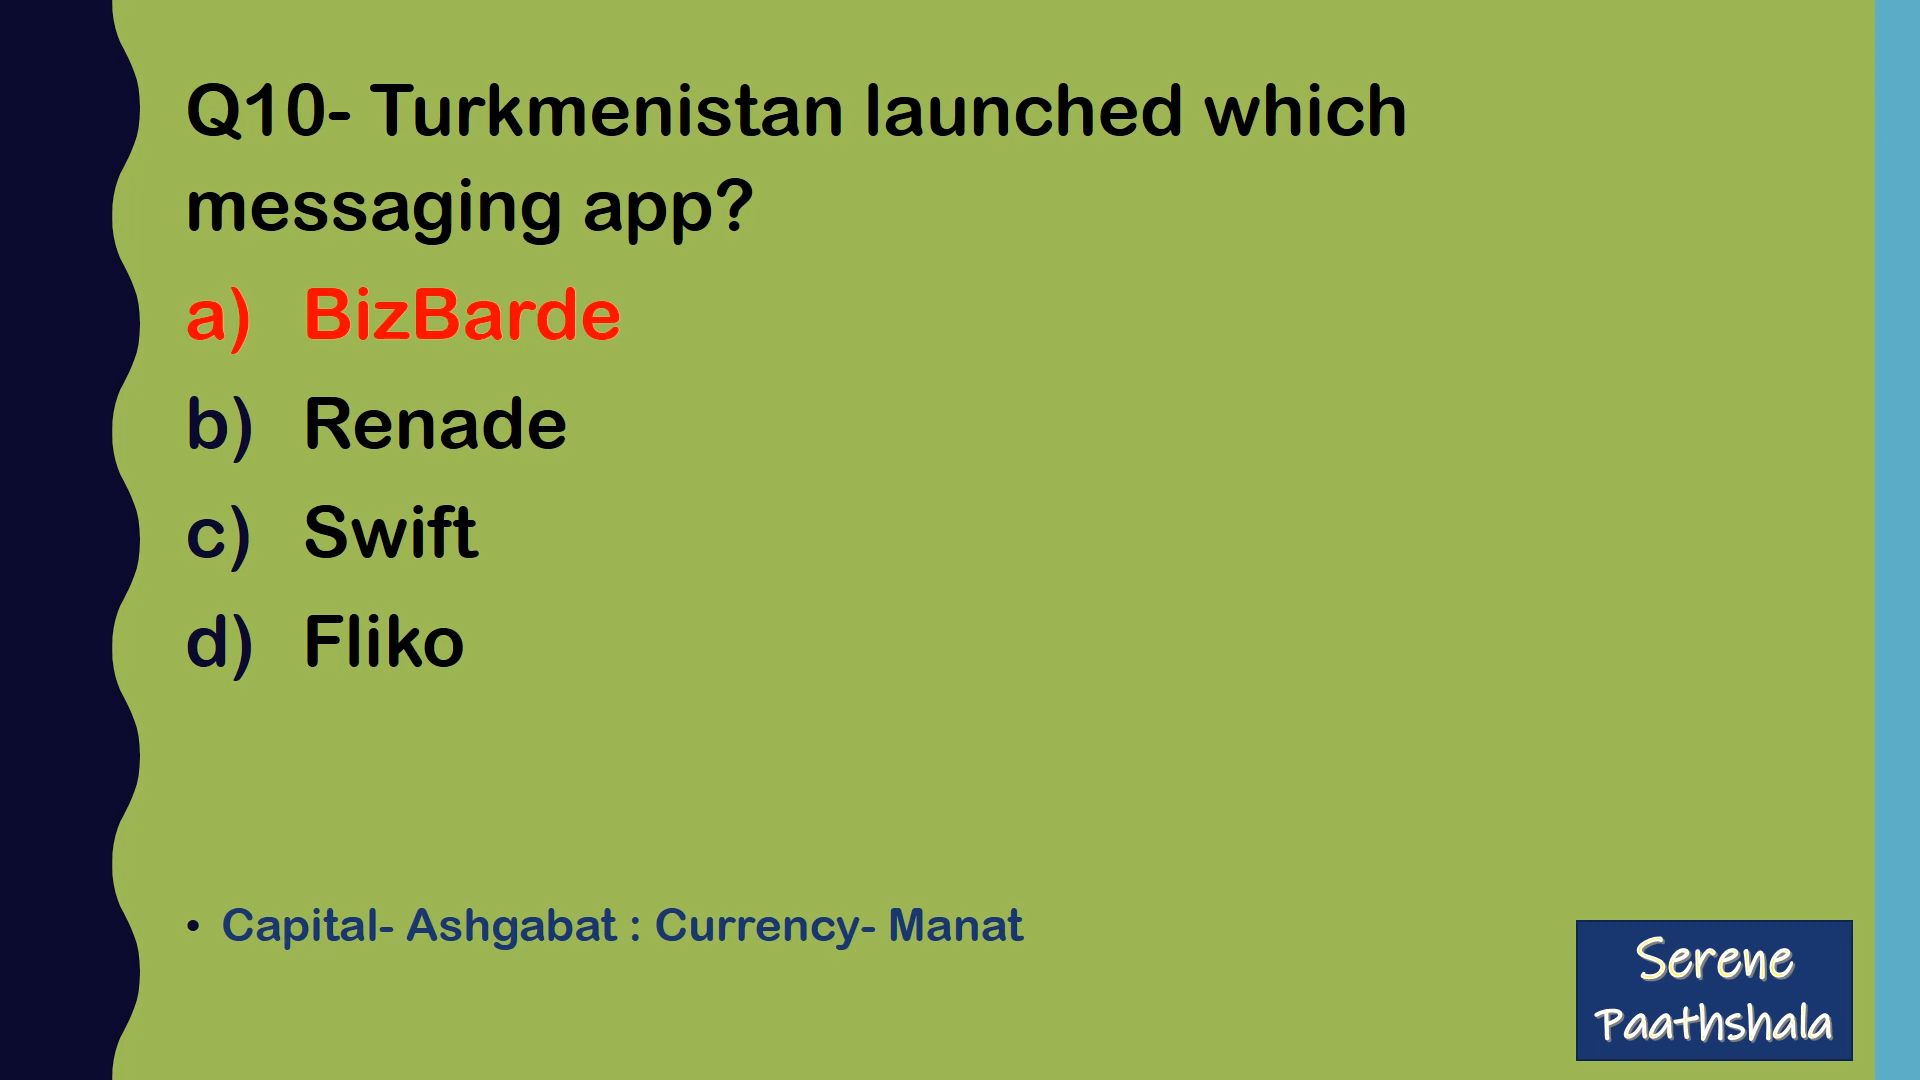 Q10- Turkmenistan launched which
messaging app?
a) BizBarde
b) Renade
c) Swift
d) Fliko
• Capital- Ashgabat : Currency- Manat
Serene
Paathshala